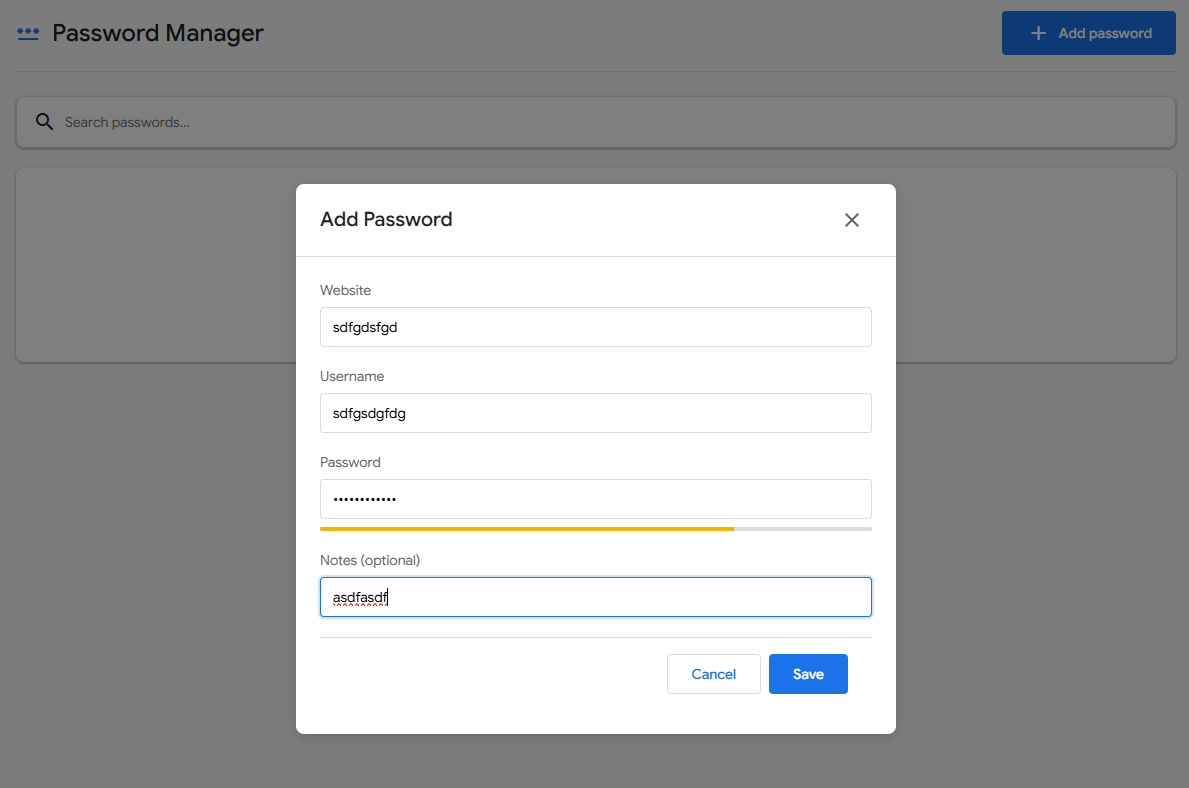 Password Manager
Add password
Search passwords...
Add Password
Website
sdfgdsfgd
Username
sdfgsdgfdg
Password
••••••••••••
Notes (optional)
asdfasdf
Cancel
Save